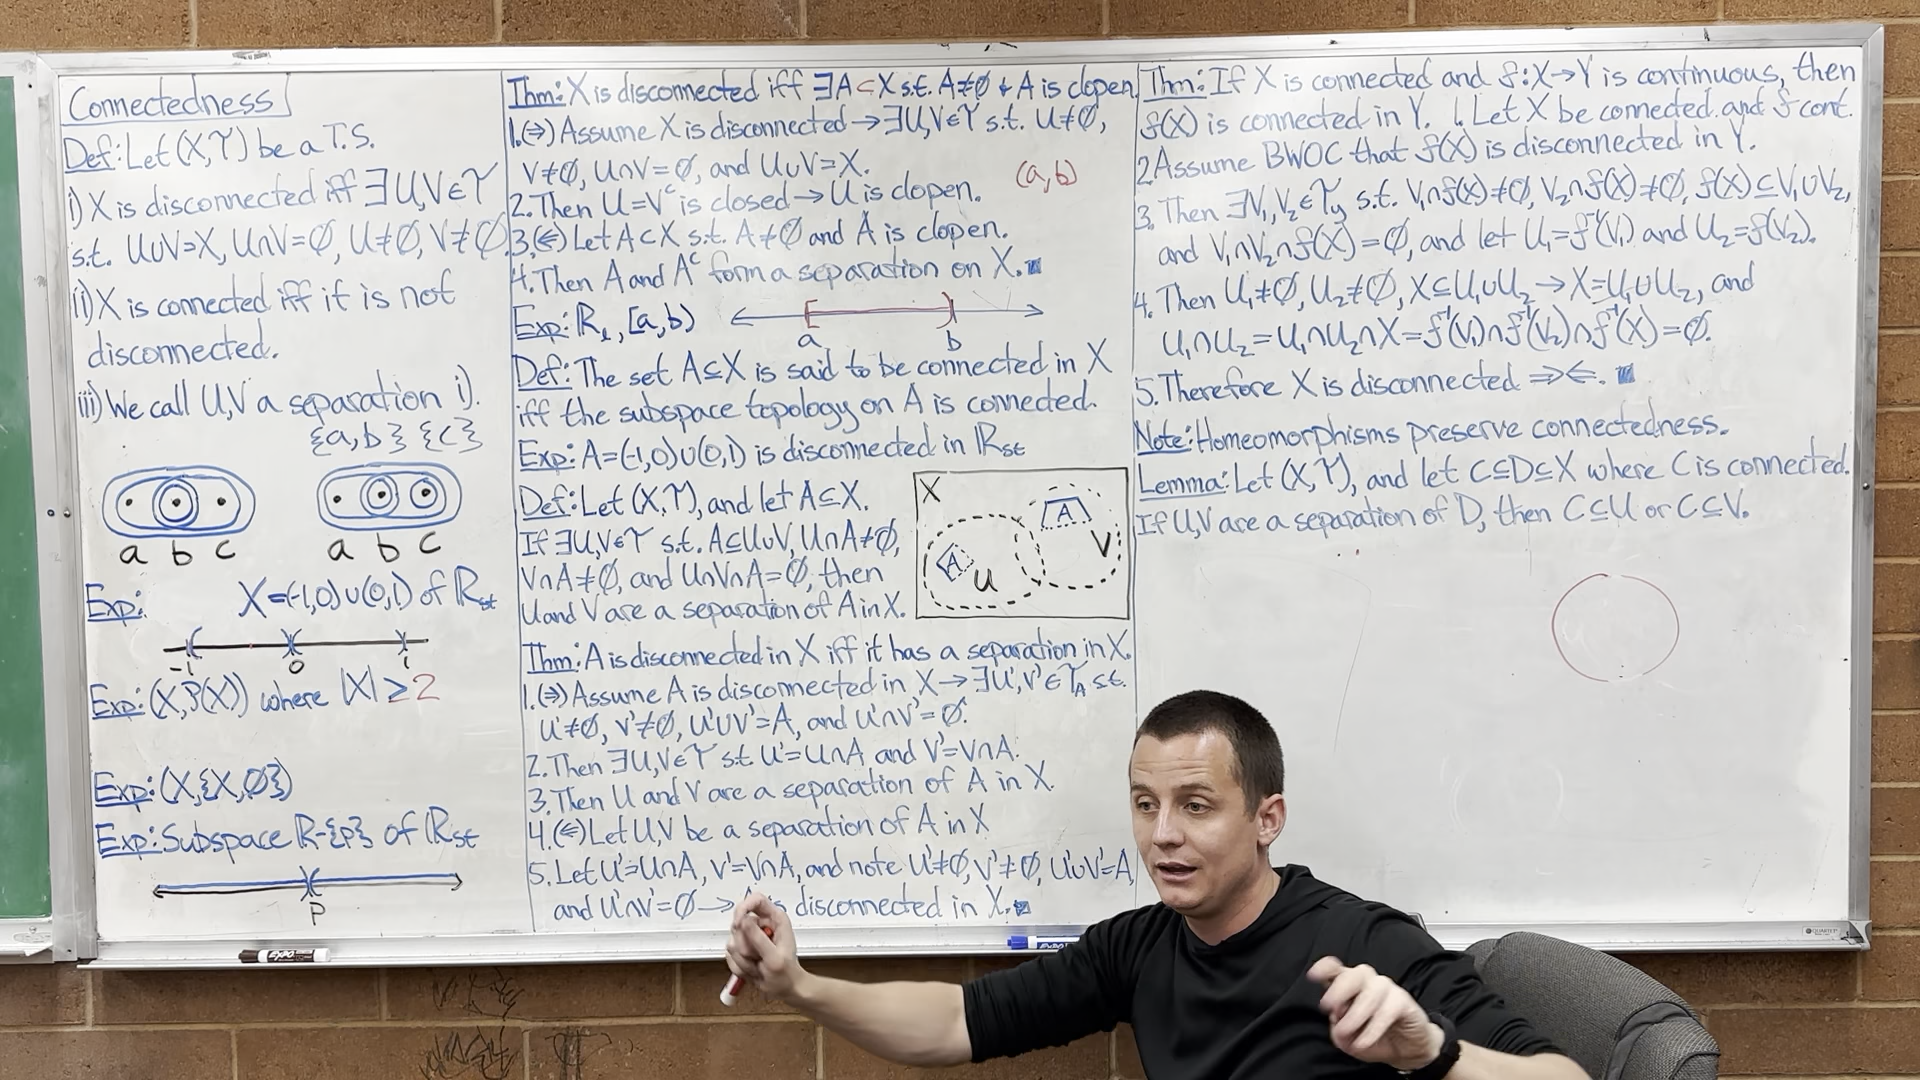 Connectedness
Def: Let (X,𝒯) be a T.S.
i) X is disconnected iff ∃U,V∈𝒯
s.t. U∪V=X, U∩V=∅, U≠∅, V≠∅.
ii) X is connected iff it is not
disconnected.
iii) We call U,V a separation i).
{a,b} {c}
a b c
a b c
Exp: X=(-1,0)∪(0,1) of ℝst
-1 0 1
Exp: (X,P(X)) where |X| ≥ 2
Exp: (X,{X,∅})
Exp: Subspace ℝ-{p} of ℝst
P
Thm: X is disconnected iff ∃A⊂X s.t. A≠∅ & A is clopen.
1.(⇒) Assume X is disconnected → ∃U,V∈𝒯 s.t. U≠∅,
V≠∅, U∩V=∅, and U∪V=X.
(a,b)
2. Then U=Vᶜ is closed → U is clopen.
3.(⇐) Let A⊂X s.t. A≠∅ and A is clopen.
4. Then A and Aᶜ form a separation on X.
Exp: ℝℓ, [a,b)
a b
Def: The set A⊆X is said to be connected in X
iff the subspace topology on A is connected.
Exp: A=(-1,0)∪(0,1) is disconnected in ℝst
Def: Let (X,𝒯), and let A⊆X.
If ∃U,V∈𝒯 s.t. A⊆U∪V, U∩A≠∅,
V∩A≠∅, and U∩V∩A=∅, then
U and V are a separation of A in X.
X
A
V
A
U
Thm: A is disconnected in X iff it has a separation in X.
1.(⇒) Assume A is disconnected in X → ∃U',V'∈𝒯A s.t.
U'≠∅, V'≠∅, U'∪V'=A, and U'∩V'=∅.
2. Then ∃U,V∈𝒯 s.t. U'=U∩A and V'=V∩A.
3. Then U and V are a separation of A in X.
4.(⇐) Let U,V be a separation of A in X
5. Let U'=U∩A, V'=V∩A, and note U'≠∅, V'≠∅, U'∪V'=A,
and U'∩V'=∅ → is disconnected in X.
Thm: If X is connected and f:X→Y is continuous, then
f(X) is connected in Y. 1. Let X be connected and f cont.
2 Assume BWOC that f(X) is disconnected in Y.
3. Then ∃V₁,V₂∈𝒯y s.t. V₁∩f(X)≠∅, V₂∩f(X)≠∅, f(X)⊆V₁∪V₂,
and V₁∩V₂∩f(X)=∅, and let U₁=f⁻¹(V₁) and U₂=f⁻¹(V₂).
4. Then U₁≠∅, U₂≠∅, X⊆U₁∪U₂ → X=U₁∪U₂, and
U₁∩U₂=U₁∩U₂∩X=f⁻¹(V₁)∩f⁻¹(V₂)∩f⁻¹(X)=∅.
5. Therefore X is disconnected ⇒⇐.
Note: Homeomorphisms preserve connectedness.
Lemma: Let (X,𝒯), and let C⊆D⊆X where C is connected.
If U,V are a separation of D, then C⊆U or C⊆V.
EXPO
QUARTET